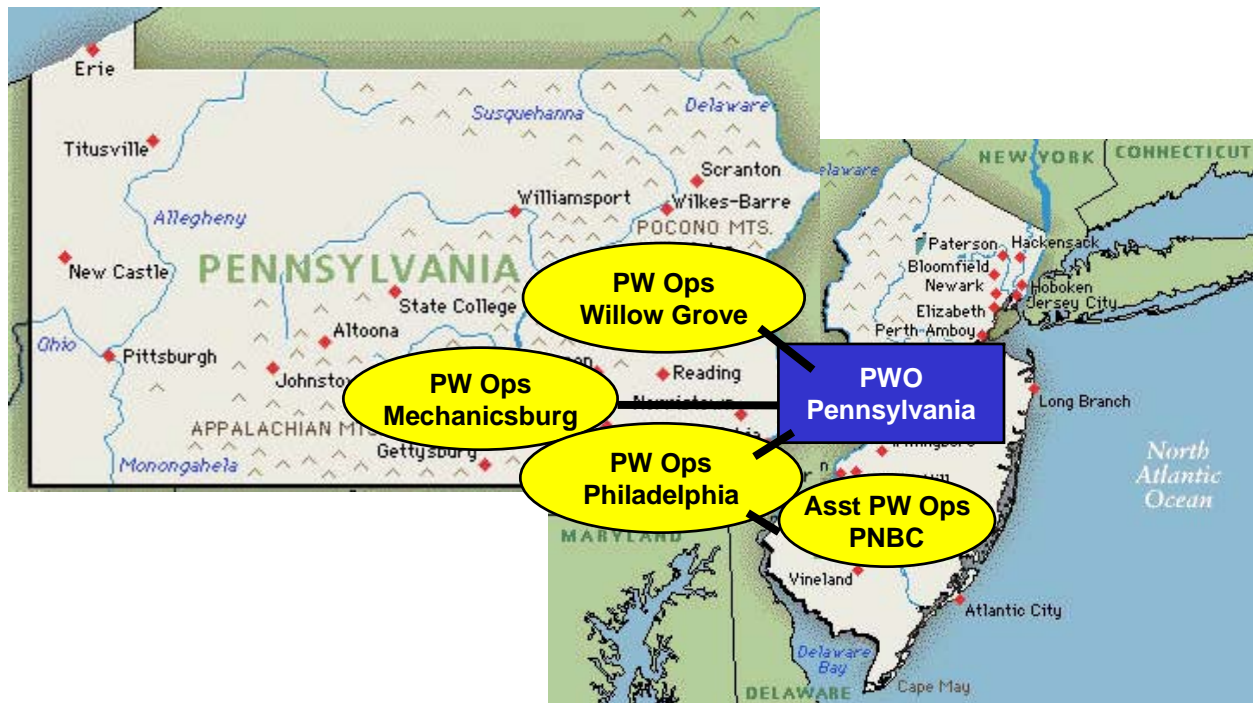 Erie
Titusville
Allegheny
New Castle
PENNSYLVANIA
Susquehanna
Delaware
Scranton
Williamsport
Wilkes-Barre
POCONO MTS.
State College
Altoona
Ohio
Pittsburgh
Reading
APPALACHIAN
Gettysburg
Monongahela
PW Ops
Willow Grove
PW Ops
Mechanicsburg
PWO
Pennsylvania
PW Ops
Philadelphia
Asst PW Ops
PNBC
NEW YORK
CONNECTICUT
Paterson
Hackensack
Bloomfield
Newark
Hoboken
Jersey City
Elizabeth
Perth-Amboy
Long Branch
North
Atlantic
Ocean
MARYLAND
Vineland
Atlantic City
Delaware
Bay
Cape May
DELAWARE